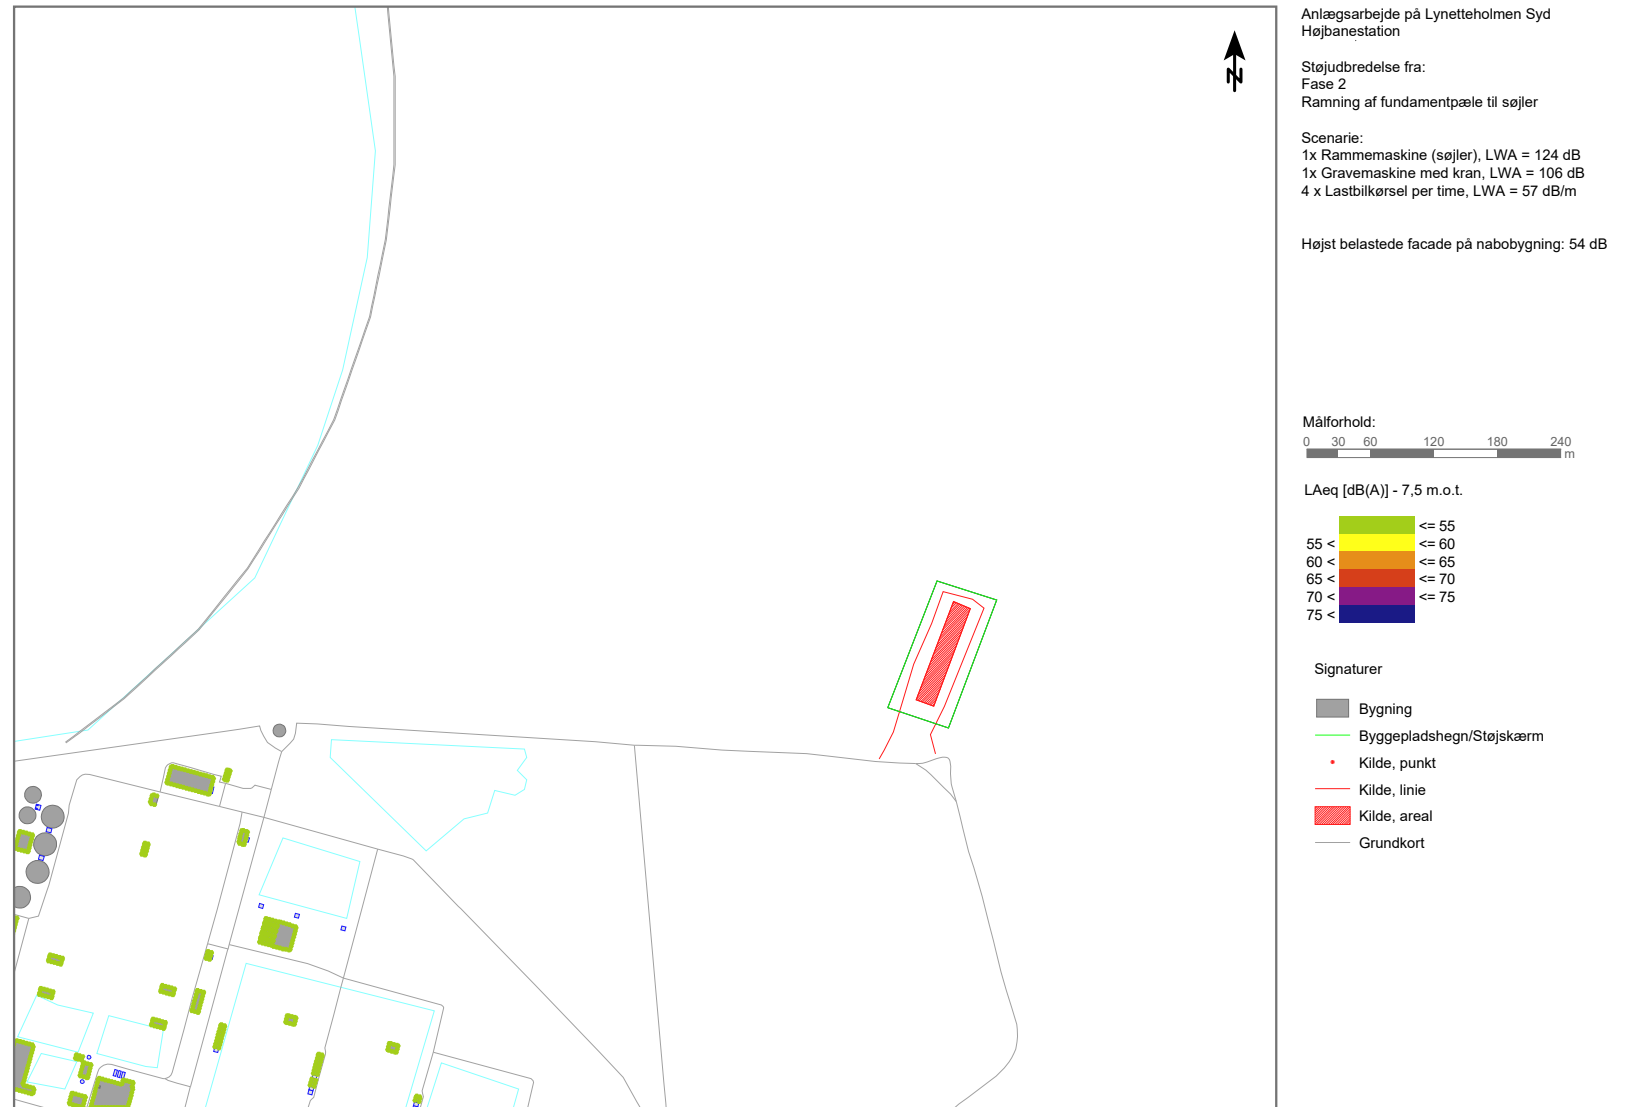 Anlægsarbejde på Lynetteholmen Syd
Højbanestation
Støjudbredelse fra:
Fase 2
Ramning af fundamentpæle til søjler
Scenarie:
1x Rammemaskine (søjler), LWA = 124 dB
1x Gravemaskine med kran, LWA = 106 dB
4 x Lastbilkørsel per time, LWA = 57 dB/m
Højst belastede facade på nabobygning: 54 dB
N
Målforhold:
0 30 60 120 180 240
m
LAeq [dB(A)] - 7,5 m.o.t.
<= 55
55 < <= 60
60 < <= 65
65 < <= 70
70 < <= 75
75 <
Signaturer
Bygning
Byggepladshegn/Støjskærm
Kilde, punkt
Kilde, linie
Kilde, areal
Grundkort